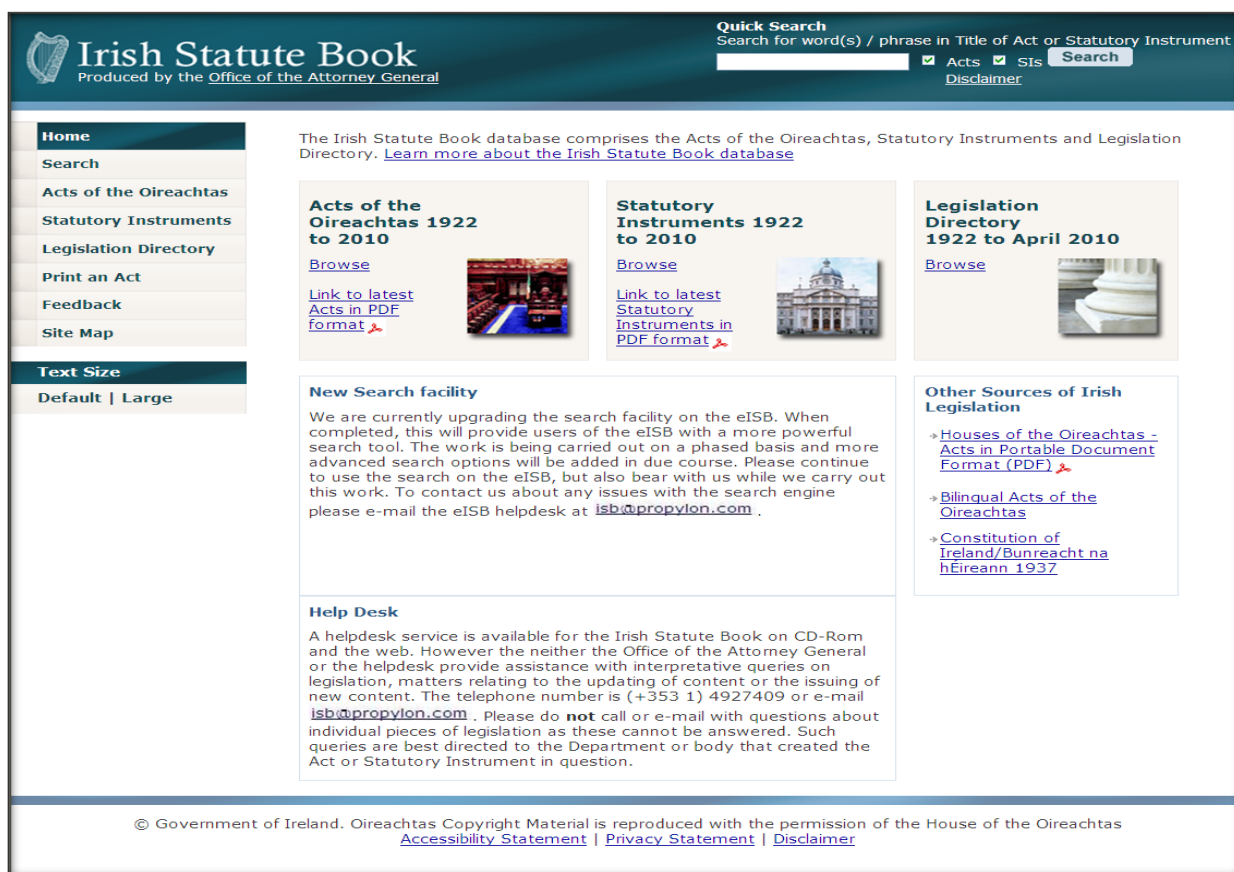 Irish Statute Book
Produced by the Office of the Attorney General
Quick Search
Search for word(s) / phrase in Title of Act or Statutory Instrument
Acts SIs Search
Disclaimer
Home
Search
Acts of the Oireachtas
Statutory Instruments
Legislation Directory
Print an Act
Feedback
Site Map
Text Size
Default | Large
The Irish Statute Book database comprises the Acts of the Oireachtas, Statutory Instruments and Legislation
Directory. Learn more about the Irish Statute Book database
Acts of the
Oireachtas 1922
to 2010
Browse
Link to latest
Acts in PDF
format
Statutory
Instruments 1922
to 2010
Browse
Link to latest
Statutory
Instruments in
PDF format
Legislation
Directory
1922 to April 2010
Browse
New Search facility
We are currently upgrading the search facility on the eISB. When
completed, this will provide users of the eISB with a more powerful
search tool. The work is being carried out on a phased basis and more
advanced search options will be added in due course. Please continue
to use the search on the eISB, but also bear with us while we carry out
this work. To contact us about any issues with the search engine
please e-mail the eISB helpdesk at isb@propylon.com .
Other Sources of Irish
Legislation
Houses of the Oireachtas -
Acts in Portable Document
Format (PDF)
Bilingual Acts of the
Oireachtas
Constitution of
Ireland/Bunreacht na
hÉireann 1937
Help Desk
A helpdesk service is available for the Irish Statute Book on CD-Rom
and the web. However the neither the Office of the Attorney General
or the helpdesk provide assistance with interpretative queries on
legislation, matters relating to the updating of content or the issuing of
new content. The telephone number is (+353 1) 4927409 or e-mail
isb@propylon.com . Please do not call or e-mail with questions about
individual pieces of legislation as these cannot be answered. Such
queries are best directed to the Department or body that created the
Act or Statutory Instrument in question.
© Government of Ireland. Oireachtas Copyright Material is reproduced with the permission of the House of the Oireachtas
Accessibility Statement | Privacy Statement | Disclaimer